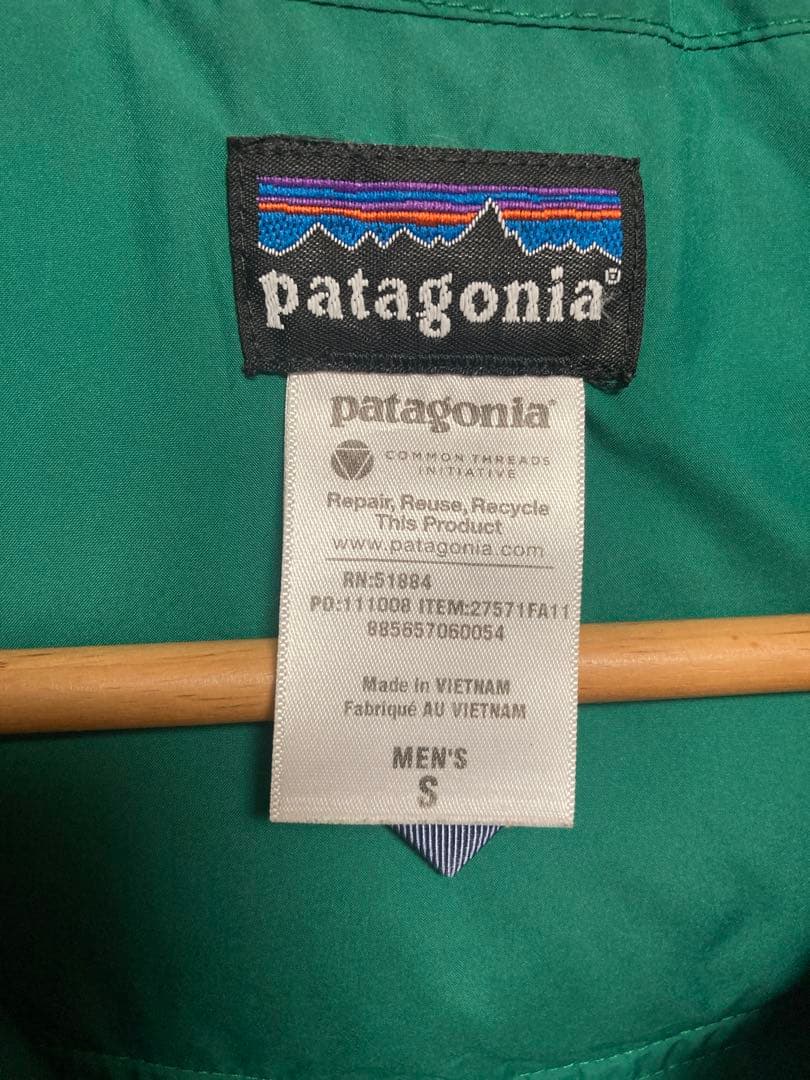 patagonia®
patagonia®
COMMON THREADS
INITIATIVE
Repair, Reuse, Recycle
This Product
www.patagonia.com
RN:51884
PO:111008 ITEM:27571FA11
885657060054
Made in VIETNAM
Fabriqué AU VIETNAM
MEN'S
S